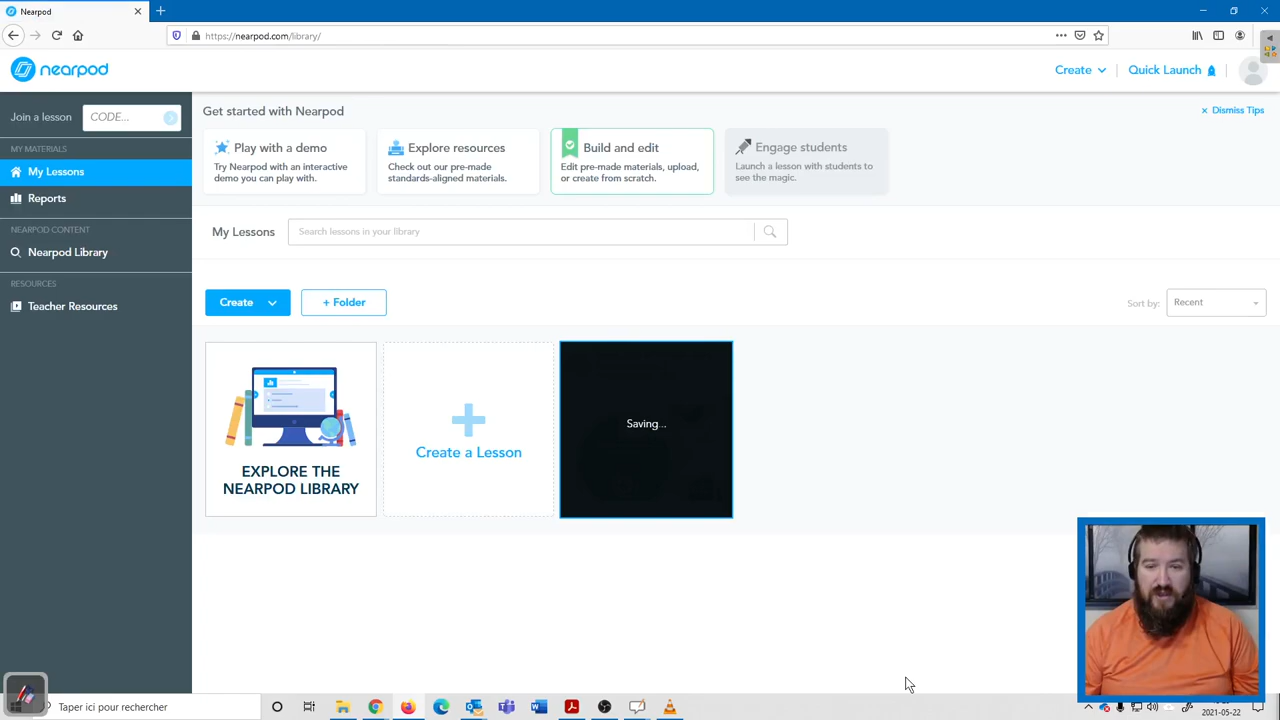 Nearpod
https://nearpod.com/library/
nearpod
Create
Quick Launch
Join a lesson
CODE...
MY MATERIALS
My Lessons
Reports
NEARPOD CONTENT
Nearpod Library
RESOURCES
Teacher Resources
Get started with Nearpod
× Dismiss Tips
Play with a demo
Try Nearpod with an interactive
demo you can play with.
Explore resources
Check out our pre-made
standards-aligned materials.
Build and edit
Edit pre-made materials, upload,
or create from scratch.
Engage students
Launch a lesson with students to
see the magic.
My Lessons
Search lessons in your library
Create
+ Folder
Sort by:
Recent
EXPLORE THE
NEARPOD LIBRARY
Create a Lesson
Saving...
Taper ici pour rechercher
2021-05-22